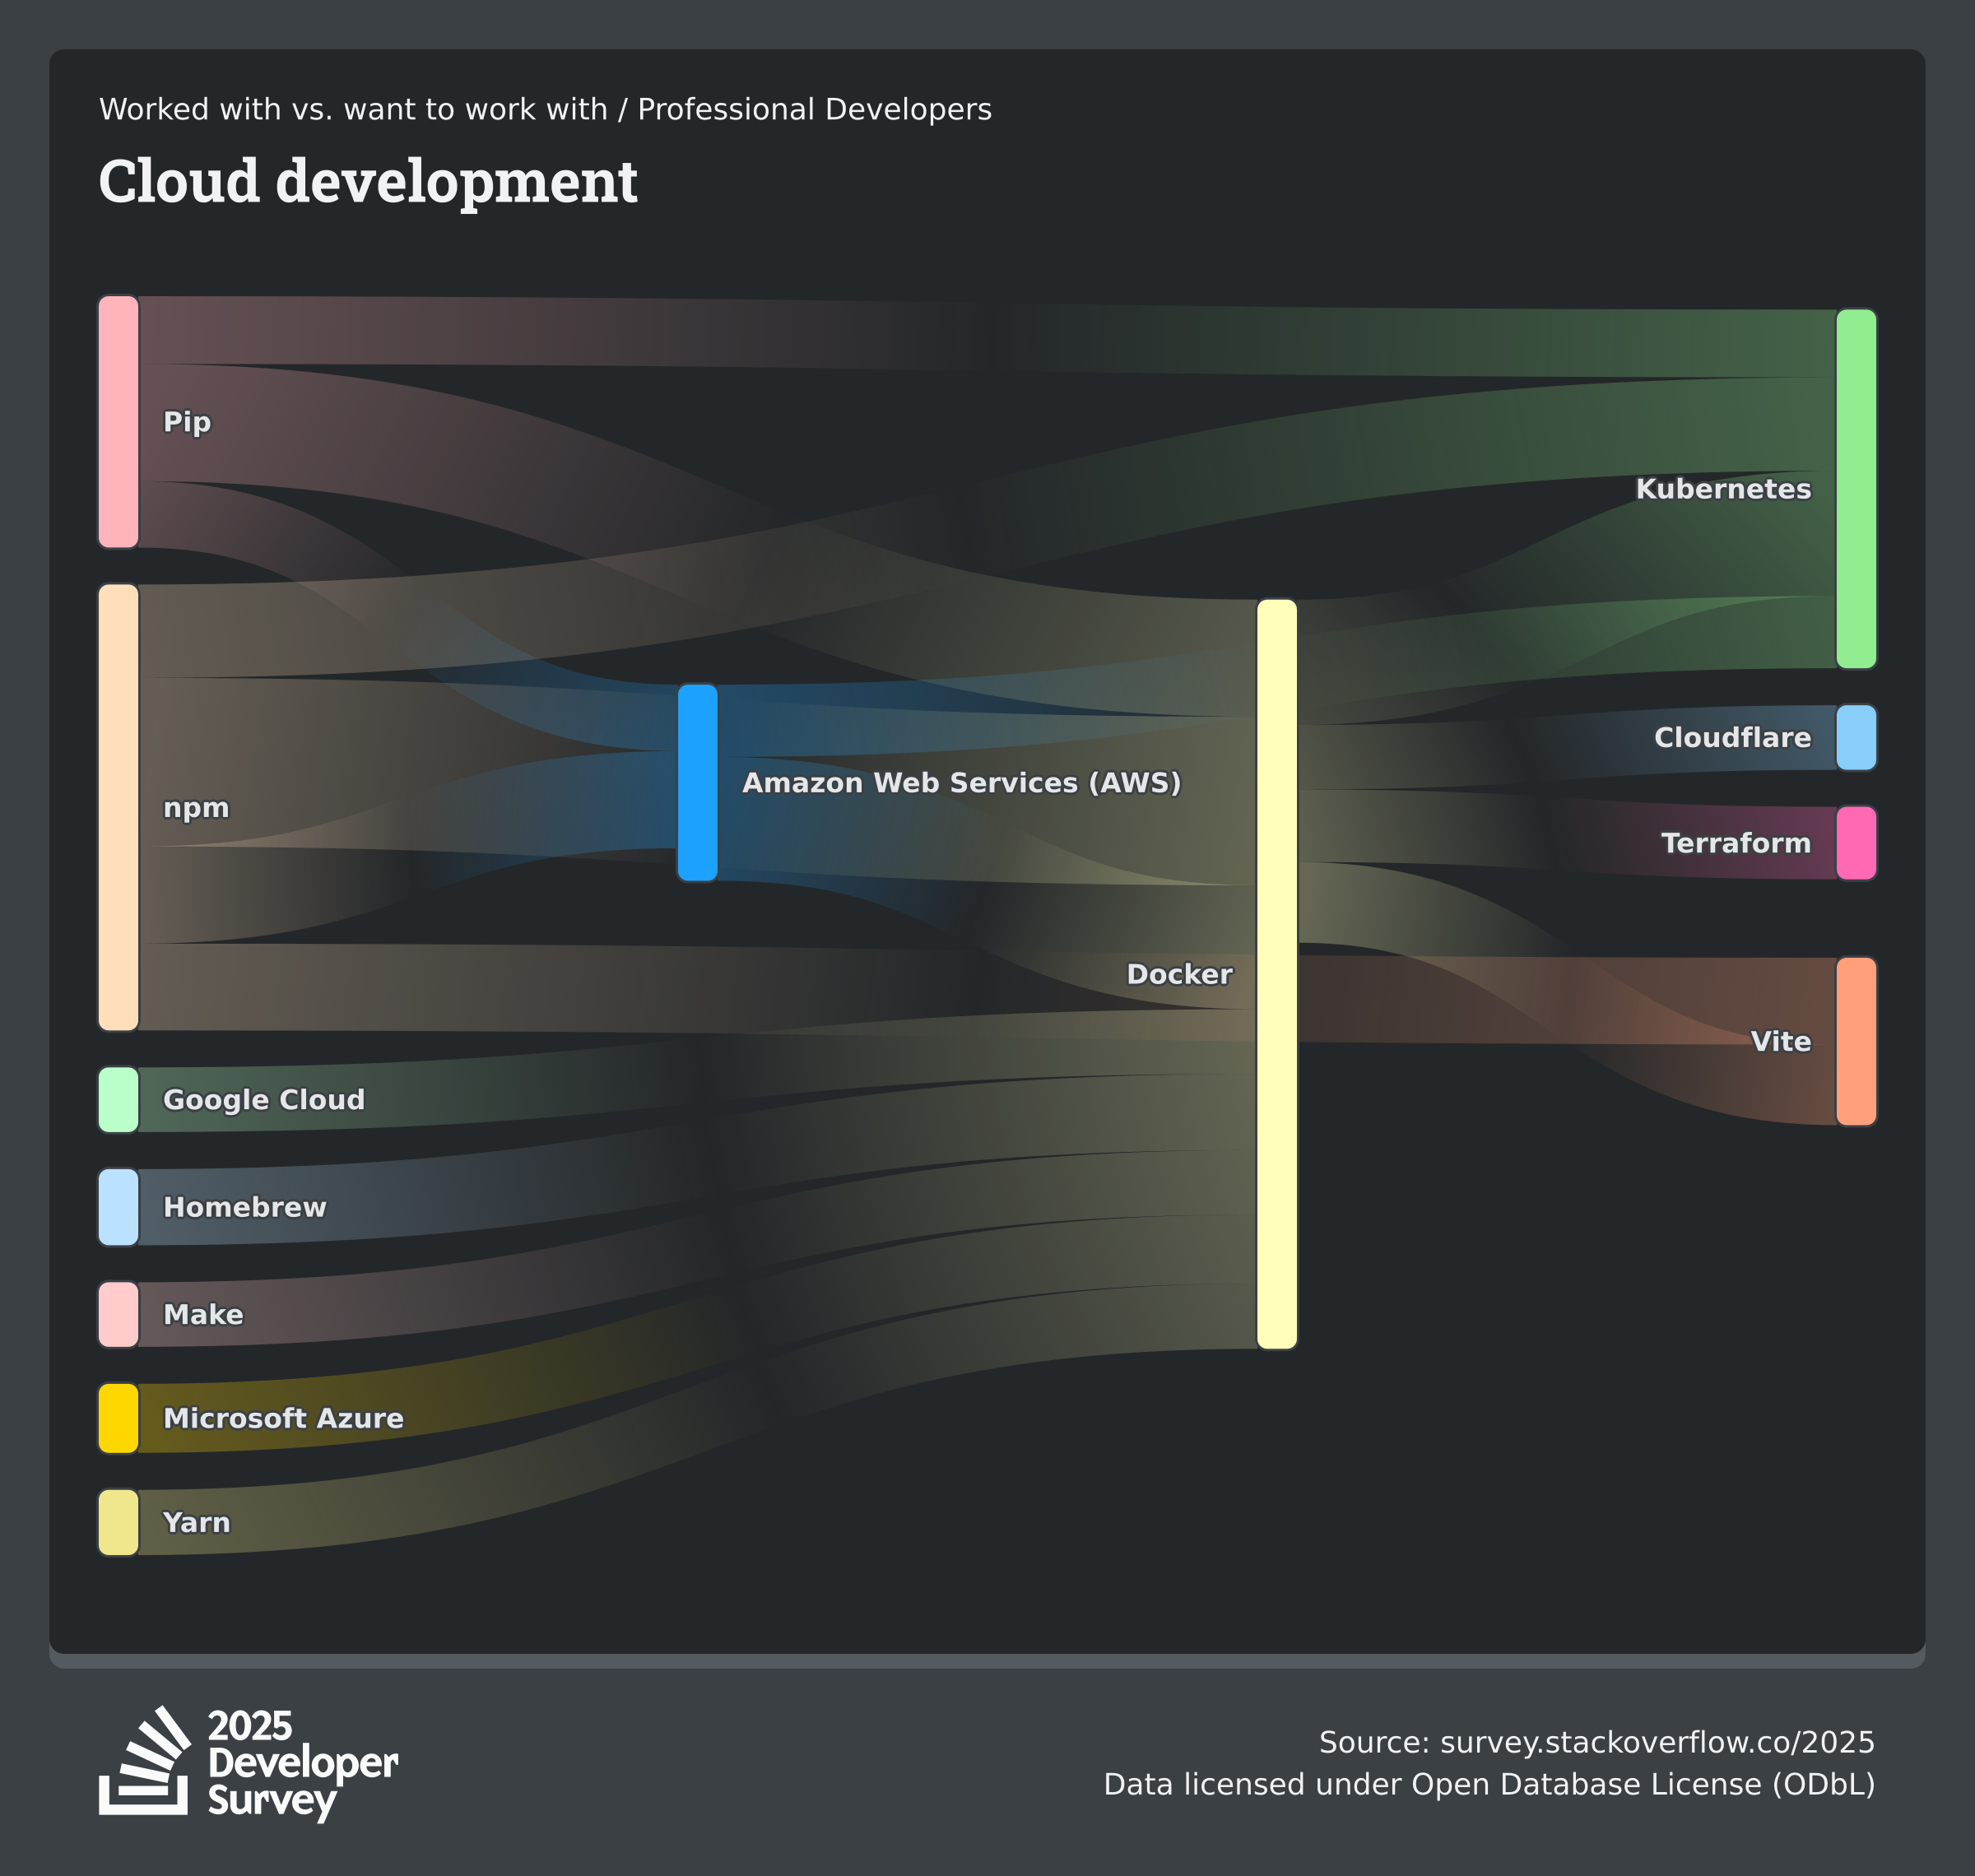 Worked with vs. want to work with / Professional Developers
Cloud development
Pip
Kubernetes
Cloudflare
Amazon Web Services (AWS)
npm
Terraform
Docker
Vite
Google Cloud
Homebrew
Make
Microsoft Azure
Yarn
2025
Developer
Survey
Source: survey.stackoverflow.co/2025
Data licensed under Open Database License (ODbL)